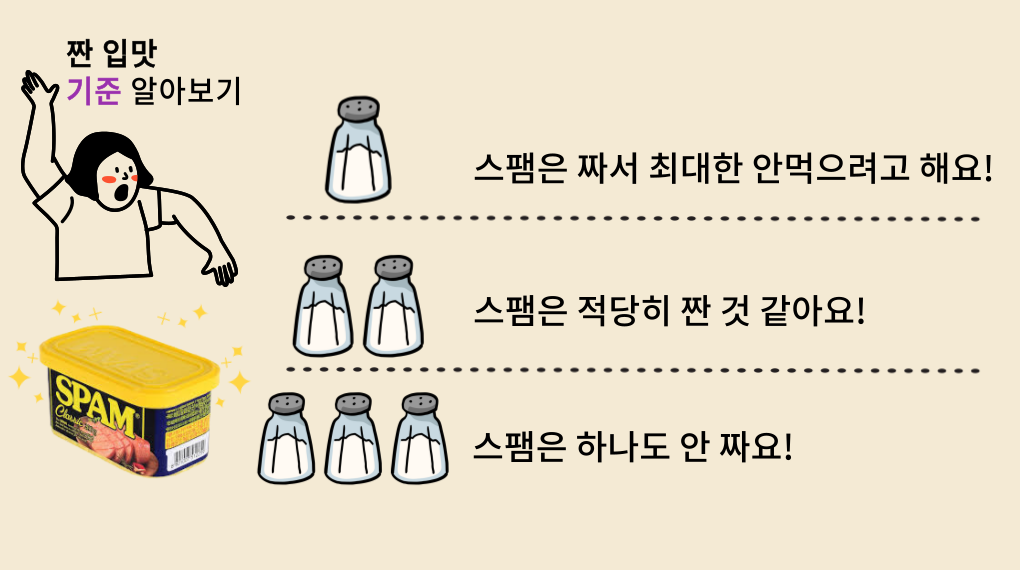 짠 입맛
기준 알아보기
스팸은 짜서 최대한 안먹으려고 해요!
스팸은 적당히 짠 것 같아요!
SPAM
Classic
스팸은 하나도 안 짜요!